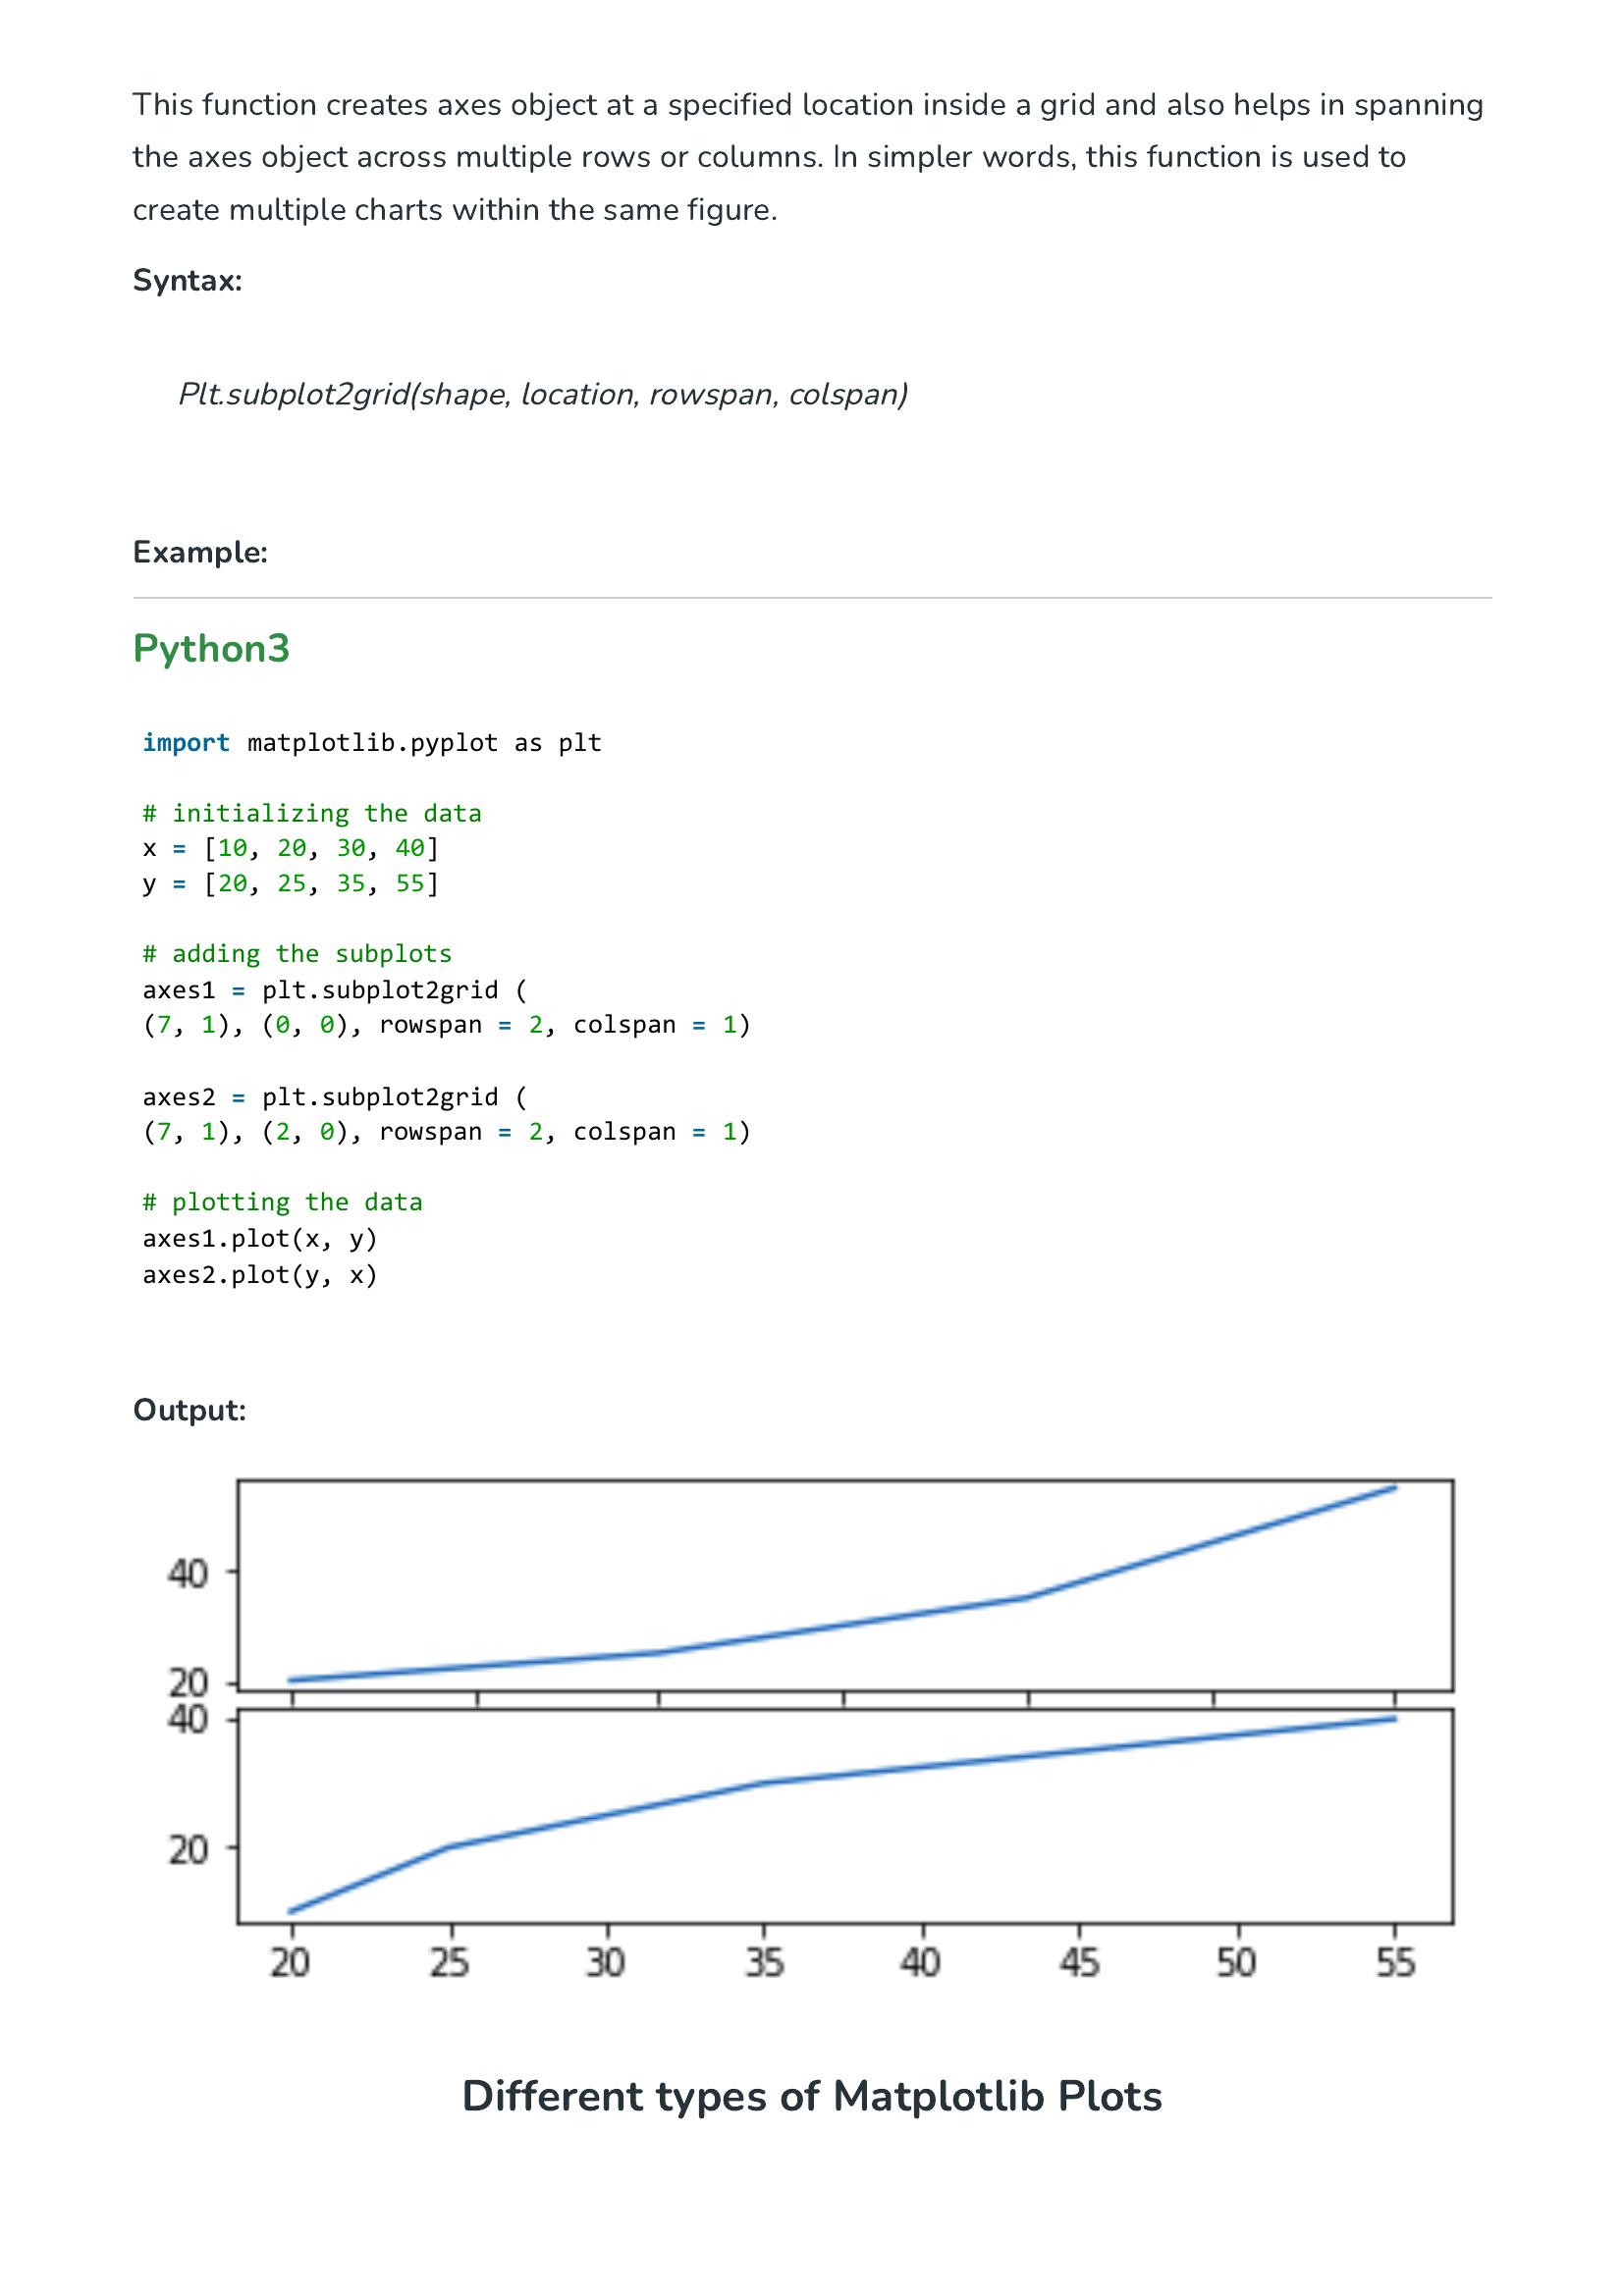 This function creates axes object at a specified location inside a grid and also helps in spanning
the axes object across multiple rows or columns. In simpler words, this function is used to
create multiple charts within the same figure.
Syntax:
Plt.subplot2grid(shape, location, rowspan, colspan)
Example:
Python3
import matplotlib.pyplot as plt
# initializing the data
x = [10, 20, 30, 40]
y = [20, 25, 35, 55]
# adding the subplots
axes1 = plt.subplot2grid (
(7, 1), (0, 0), rowspan = 2, colspan = 1)
axes2 = plt.subplot2grid (
(7, 1), (2, 0), rowspan = 2, colspan = 1)
# plotting the data
axes1.plot(x, y)
axes2.plot(y, x)
Output:
40
20
40
20
20 25 30 35 40 45 50 55
Different types of Matplotlib Plots